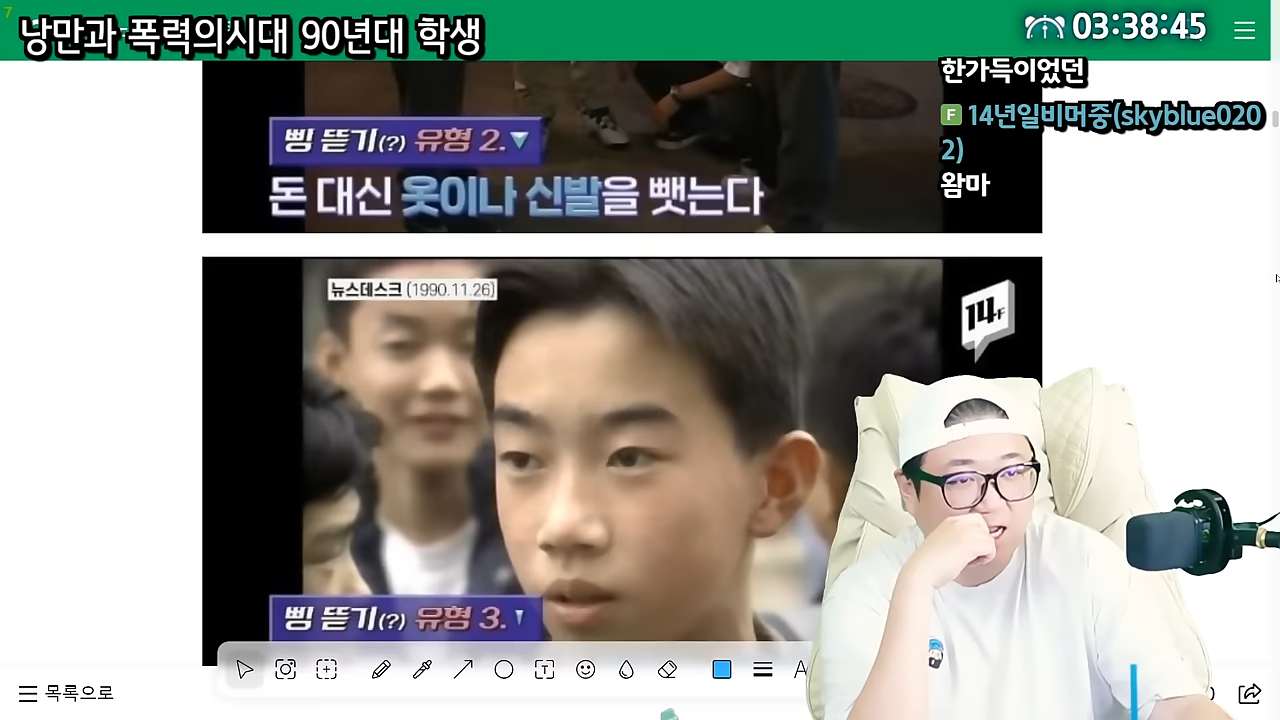 7
낭만과 폭력의시대 90년대 학생
03:38:45
한가득이었던
F 14년일비머중(skyblue020
2)
왐마
삥 뜯기(?) 유형 2.▼
돈 대신 옷이나 신발을 뺏는다
뉴스데스크 (1990.11.26)
14F
삥 뜯기(?) 유형 3.▼
T
A
목록으로